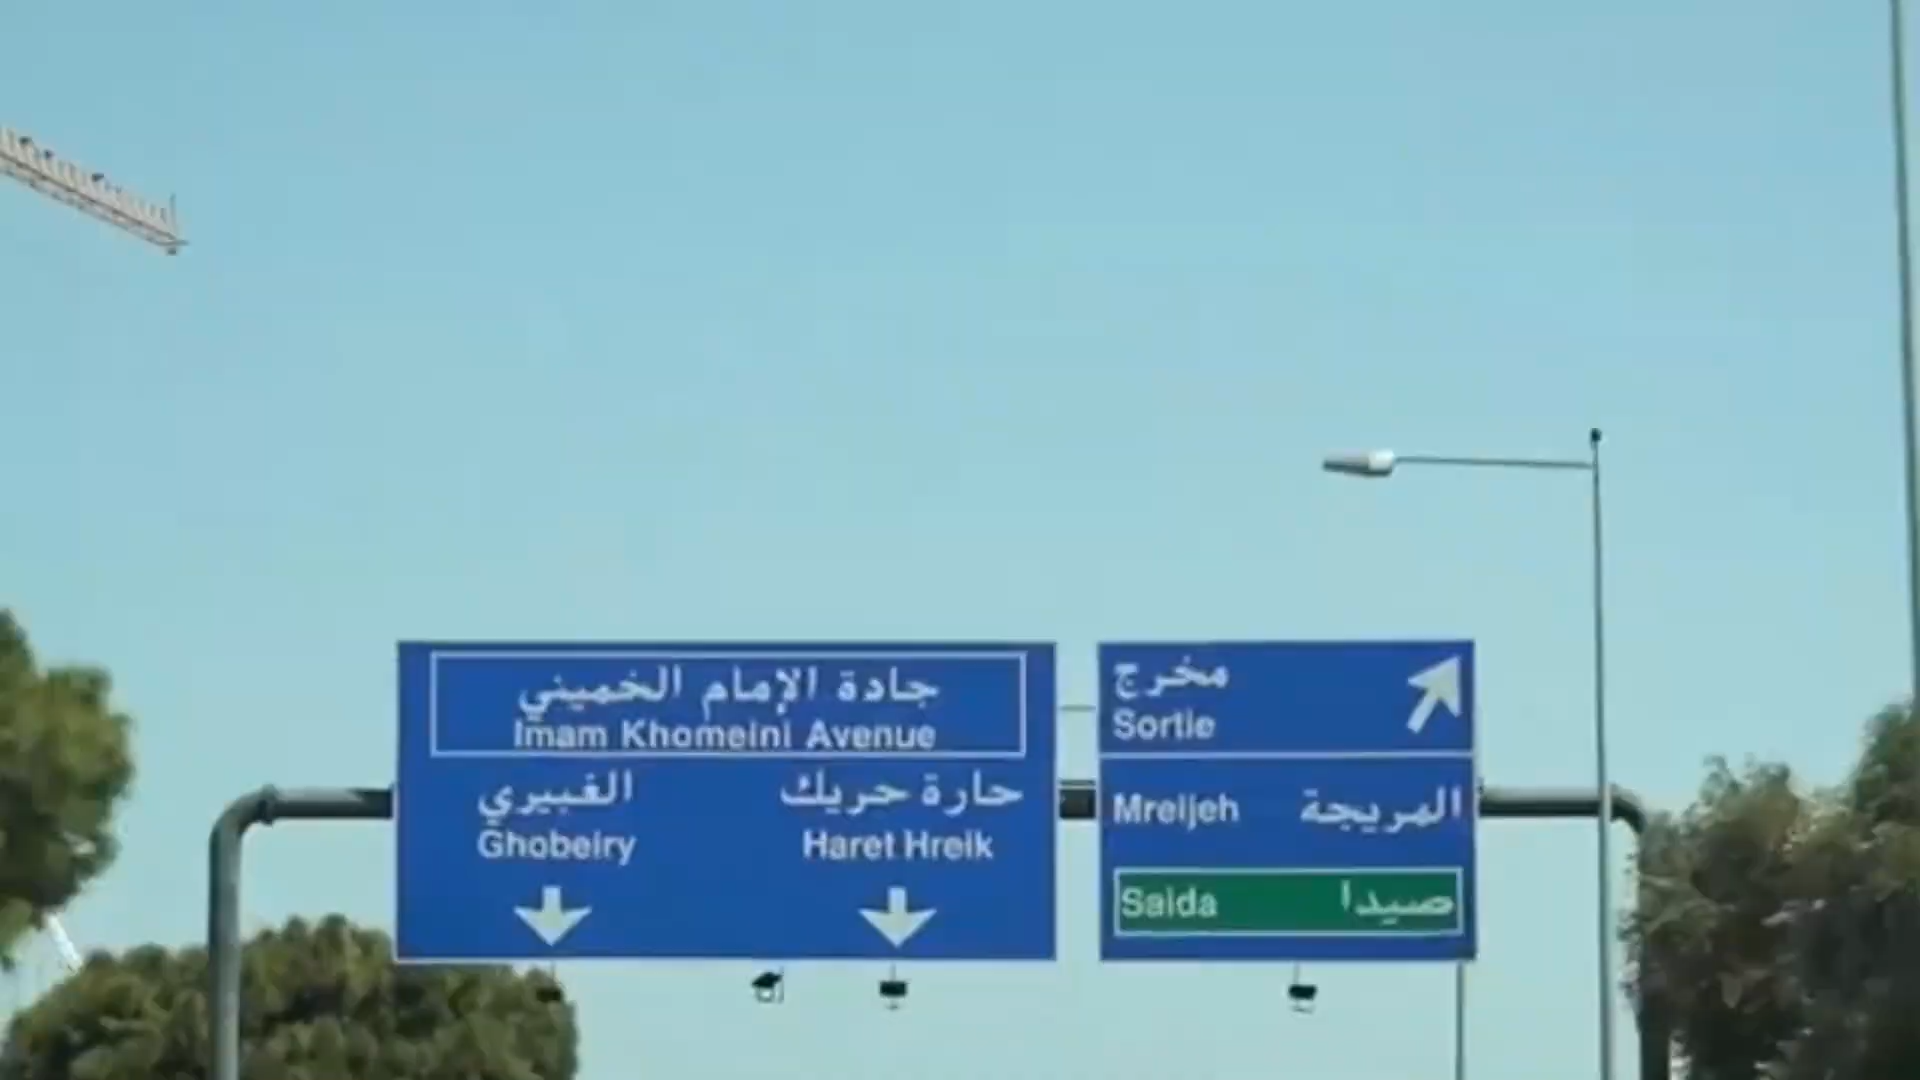 جادة الإمام الخميني
Imam Khomeini Avenue
الغبيري حارة حريك
Ghobeiry Haret Hreik
مخرج
Sortie
Mreijeh المريجة
Saida صيدا